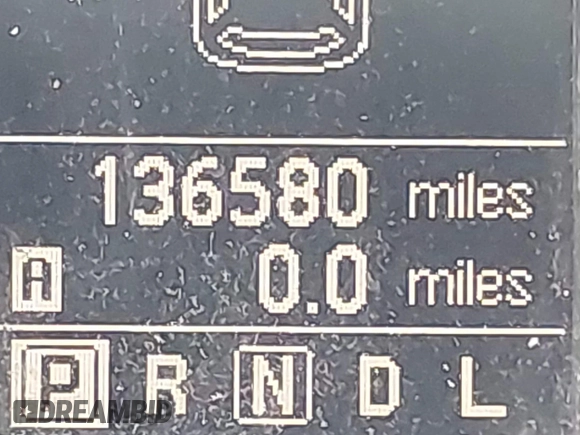 136580 miles
A 0.0 miles
P R N D L
DREAMBID